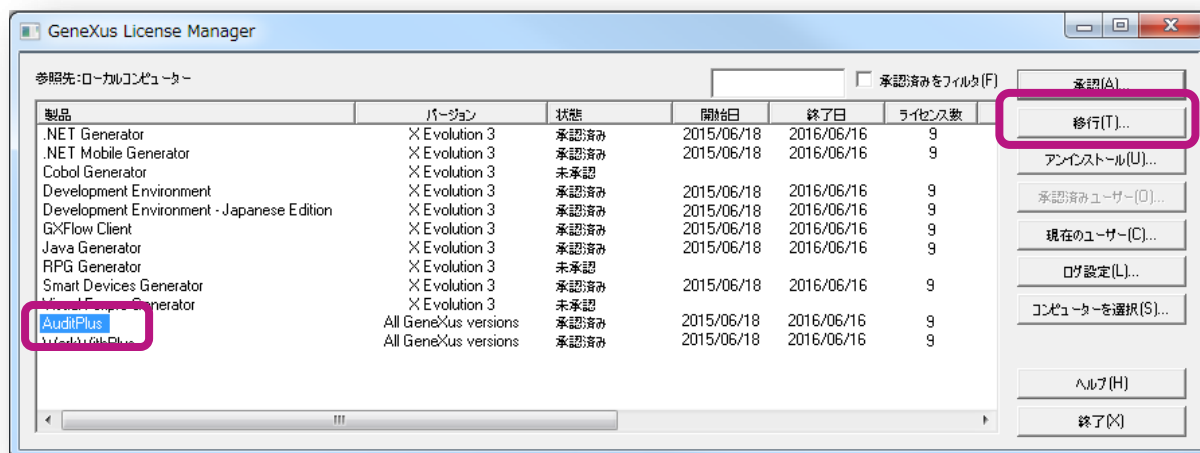 GeneXus License Manager
参照先:ローカルコンピューター
承認済みをフィルタ(F)
承認(A)...
製品 バージョン 状態 開始日 終了日 ライセンス数
移行(T)...
.NET Generator X Evolution 3 承認済み 2015/06/18 2016/06/16 9
.NET Mobile Generator X Evolution 3 承認済み 2015/06/18 2016/06/16 9
アンインストール(U)...
Cobol Generator X Evolution 3 未承認
Development Environment X Evolution 3 承認済み 2015/06/18 2016/06/16 9
承認済みユーザー(O)...
Development Environment - Japanese Edition X Evolution 3 承認済み 2015/06/18 2016/06/16 9
GXFlow Client X Evolution 3 承認済み 2015/06/18 2016/06/16 9
現在のユーザー(C)...
Java Generator X Evolution 3 承認済み 2015/06/18 2016/06/16 9
RPG Generator X Evolution 3 未承認
ログ設定(L)...
Smart Devices Generator X Evolution 3 承認済み 2015/06/18 2016/06/16 9
Visual Foxpro Generator X Evolution 3 未承認
コンピューターを選択(S)...
AuditPlus All GeneXus versions 承認済み 2015/06/18 2016/06/16 9
WorkWithPlus All GeneXus versions 承認済み 2015/06/18 2016/06/16 9
ヘルプ(H)
終了(X)